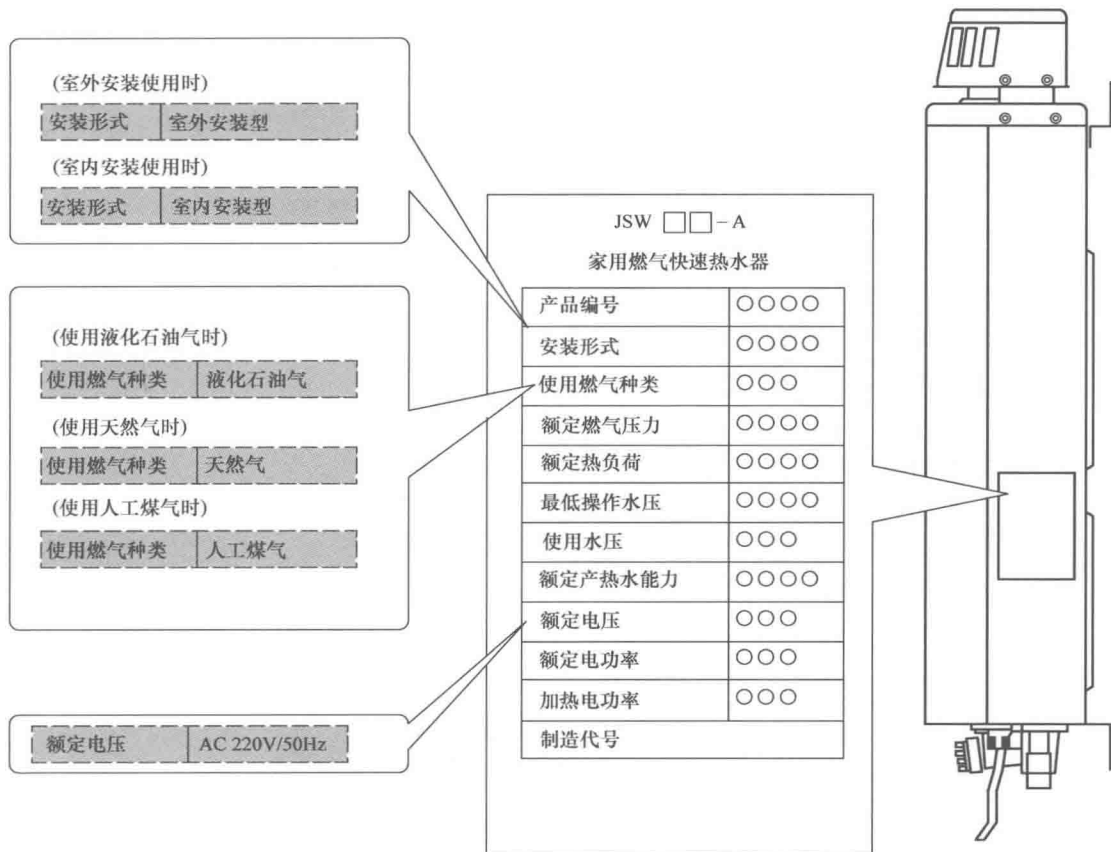 (室外安装使用时)
安装形式 室外安装型
(室内安装使用时)
安装形式 室内安装型
(使用液化石油气时)
使用燃气种类 液化石油气
(使用天然气时)
使用燃气种类 天然气
(使用人工煤气时)
使用燃气种类 人工煤气
额定电压 AC 220V/50Hz
JSW □□-A
家用燃气快速热水器
产品编号 ○○○○
安装形式 ○○○○
使用燃气种类 ○○○
额定燃气压力 ○○○○
额定热负荷 ○○○○
最低操作水压 ○○○○
使用水压 ○○○
额定产热水能力 ○○○○
额定电压 ○○○
额定电功率 ○○○
加热电功率 ○○○
制造代号